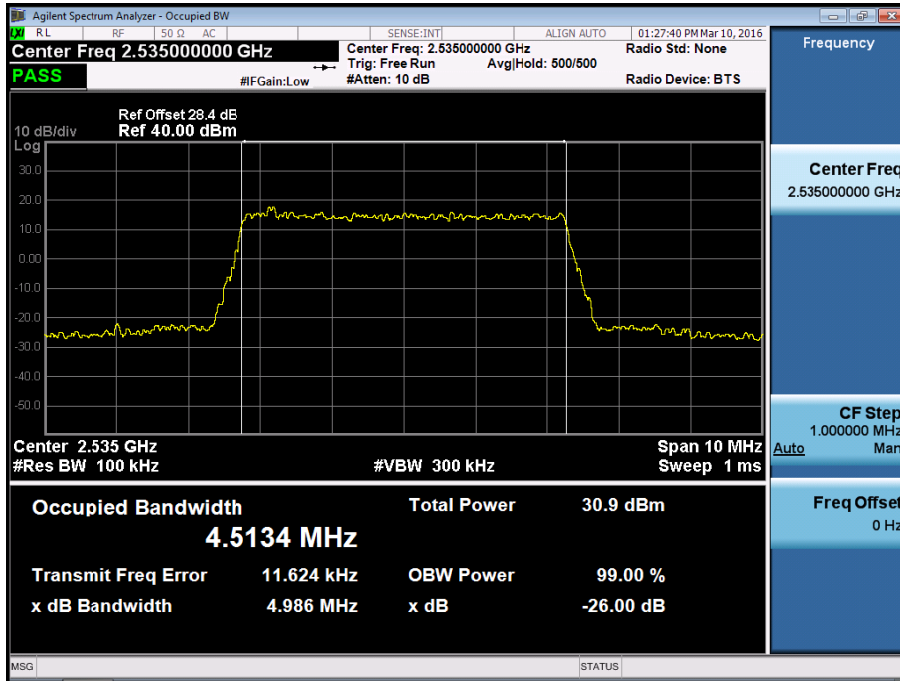 Agilent Spectrum Analyzer - Occupied BW
LXI RL RF 50 Ω AC SENSE:INT ALIGN AUTO 01:27:40 PM Mar 10, 2016
Center Freq 2.535000000 GHz
PASS
#IFGain:Low
Center Freq: 2.535000000 GHz
Trig: Free Run Avg|Hold: 500/500
#Atten: 10 dB
Radio Std: None
Radio Device: BTS
Ref Offset 28.4 dB
10 dB/div Ref 40.00 dBm
Log
30.0
20.0
10.0
0.00
-10.0
-20.0
-30.0
-40.0
-50.0
Center 2.535 GHz Span 10 MHz
#Res BW 100 kHz #VBW 300 kHz Sweep 1 ms
Occupied Bandwidth Total Power 30.9 dBm
4.5134 MHz
Transmit Freq Error 11.624 kHz OBW Power 99.00 %
x dB Bandwidth 4.986 MHz x dB -26.00 dB
MSG STATUS
Frequency
Center Freq
2.535000000 GHz
CF Step
1.000000 MHz
Auto Man
Freq Offset
0 Hz